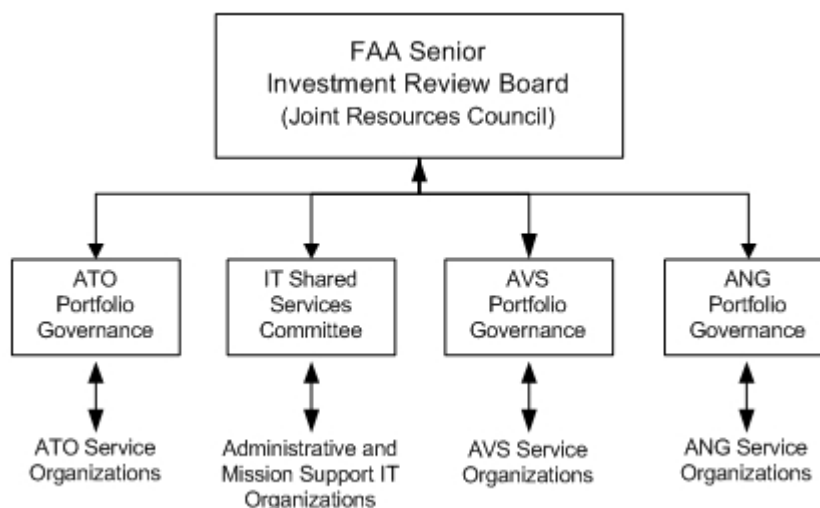 FAA Senior
Investment Review Board
(Joint Resources Council)
ATO
Portfolio
Governance
IT Shared
Services
Committee
AVS
Portfolio
Governance
ANG
Portfolio
Governance
ATO Service
Organizations
Administrative and
Mission Support IT
Organizations
AVS Service
Organizations
ANG Service
Organizations